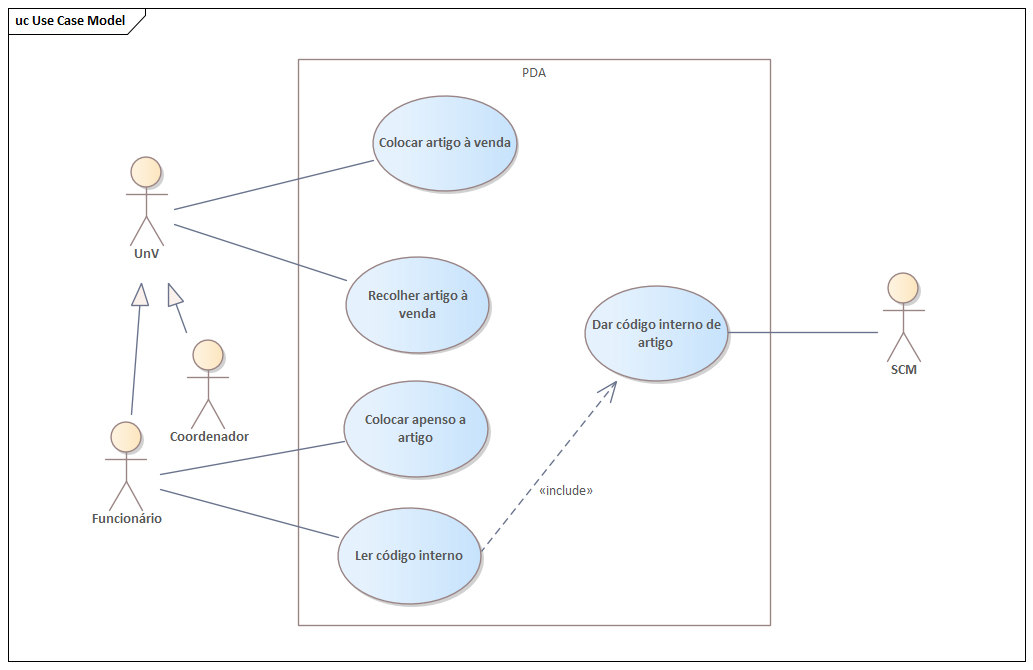 uc Use Case Model
PDA
Colocar artigo à venda
UnV
Recolher artigo à
venda
Dar código interno de
artigo
SCM
Coordenador
Colocar apenso a
artigo
Funcionário
«include»
Ler código interno